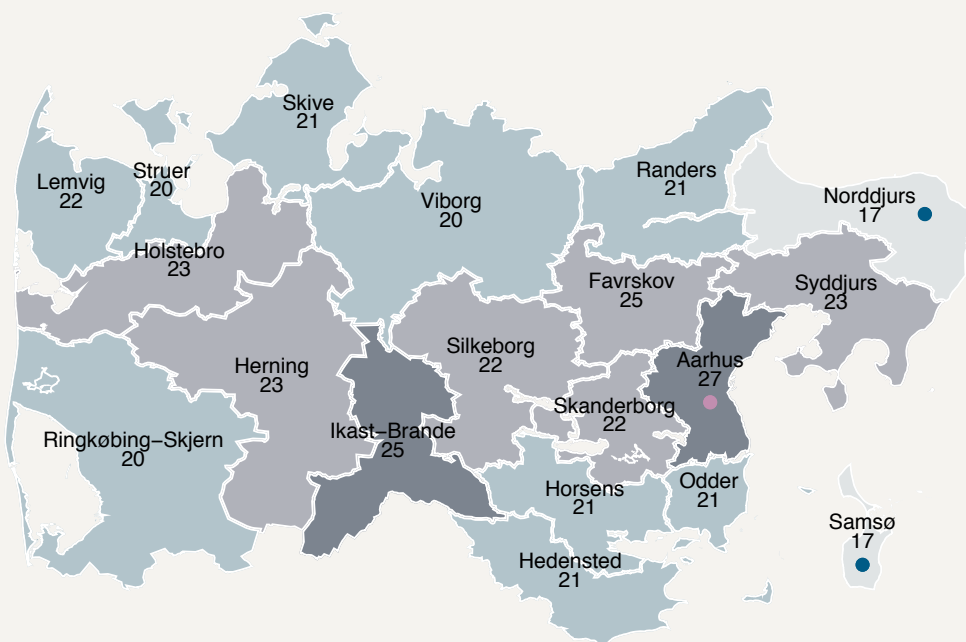 Skive
21
Struer
20
Lemvig
22
Randers
21
Viborg
20
Norddjurs
17
Holstebro
23
Favrskov
25
Syddjurs
23
Silkeborg
22
Aarhus
27
Herning
23
Skanderborg
22
Ikast–Brande
25
Ringkøbing–Skjern
20
Horsens
21
Odder
21
Samsø
17
Hedensted
21